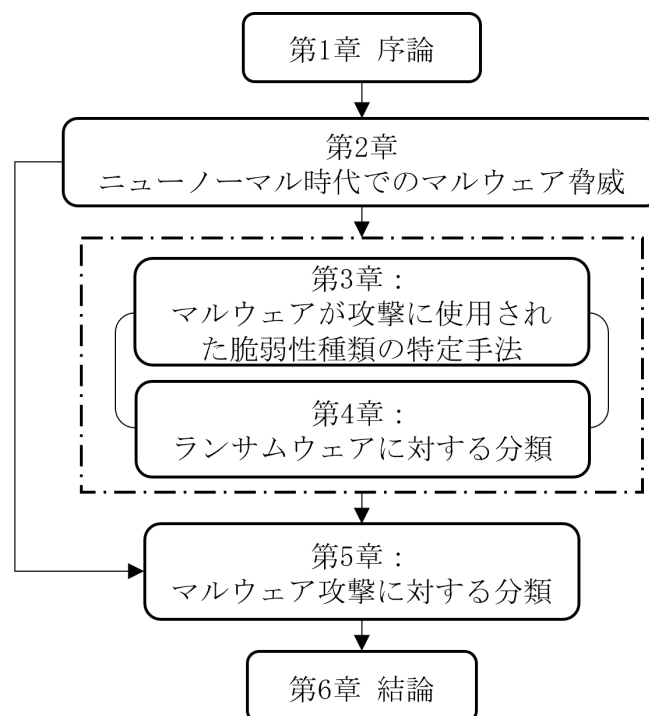 第1章 序論
第2章
ニューノーマル時代でのマルウェア脅威
第3章：
マルウェアが攻撃に使用され
た脆弱性種類の特定手法
第4章：
ランサムウェアに対する分類
第5章：
マルウェア攻撃に対する分類
第6章 結論